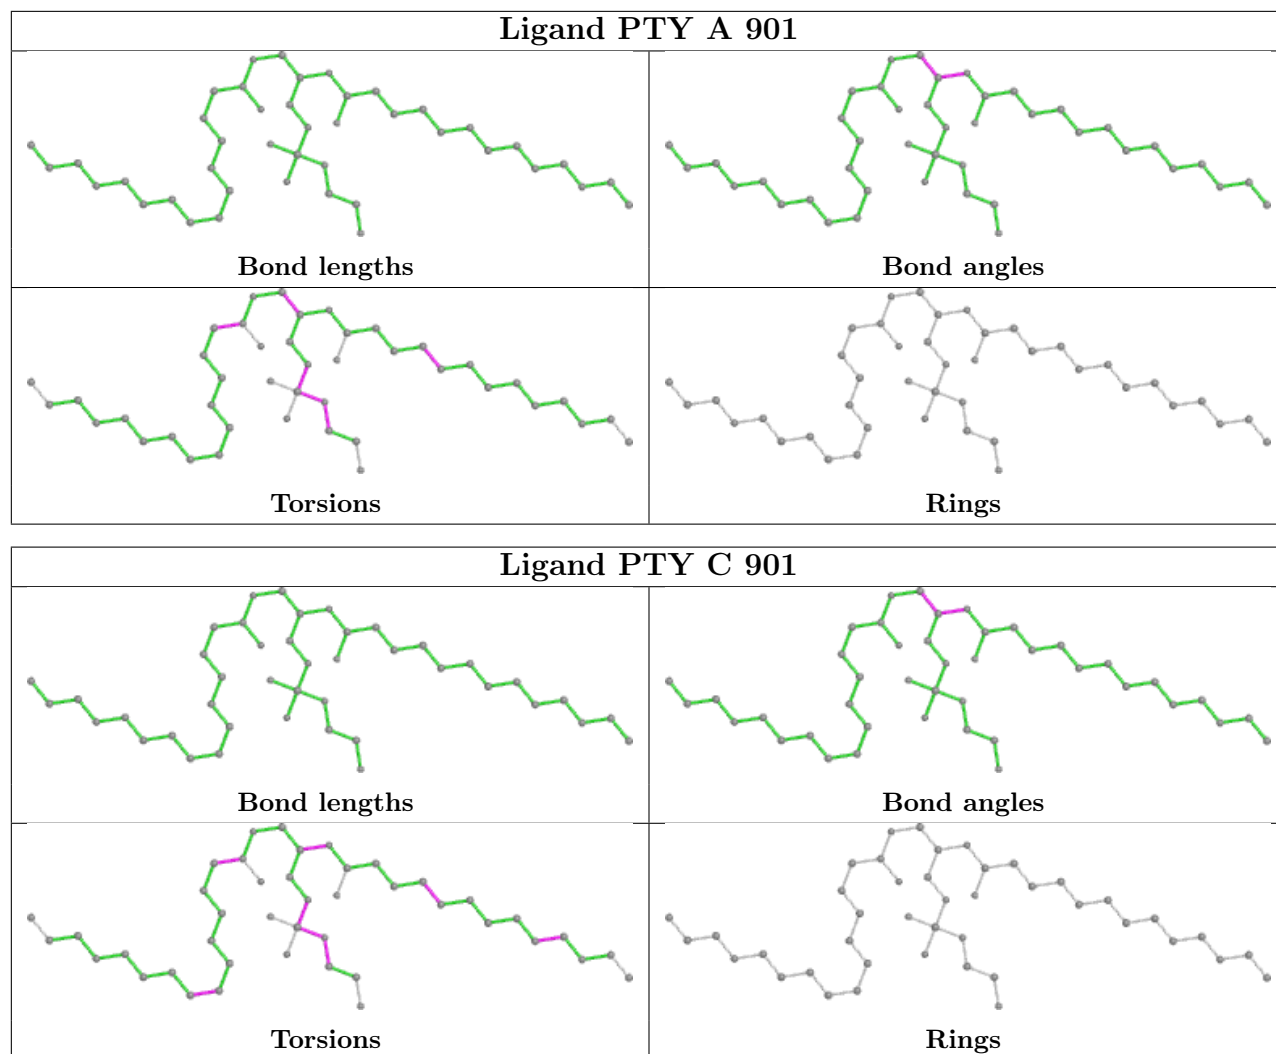 Ligand PTY A 901
Bond lengths
Bond angles
Torsions
Rings
Ligand PTY C 901
Bond lengths
Bond angles
Torsions
Rings